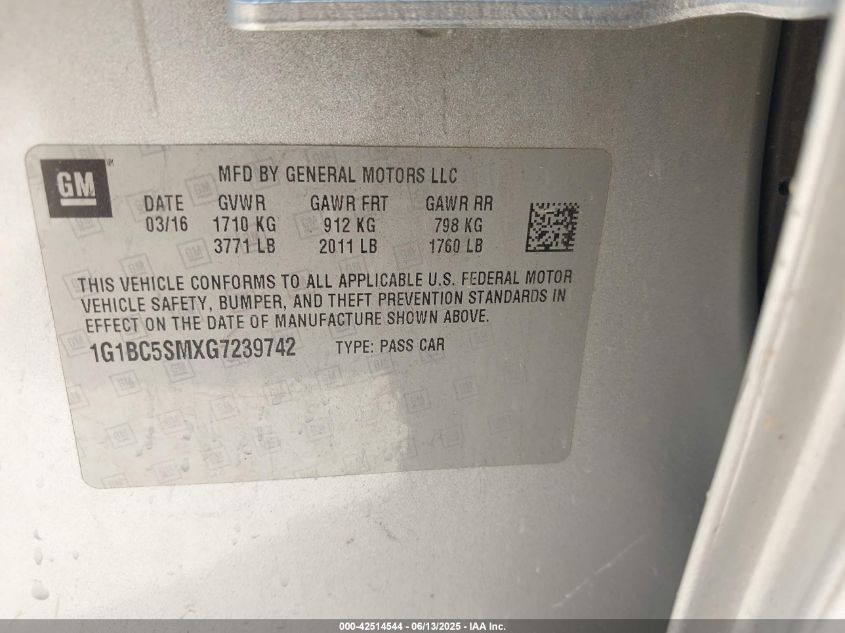 GM
MFD BY GENERAL MOTORS LLC
DATE GVWR GAWR FRT GAWR RR
03/16 1710 KG 912 KG 798 KG
3771 LB 2011 LB 1760 LB
THIS VEHICLE CONFORMS TO ALL APPLICABLE U.S. FEDERAL MOTOR
VEHICLE SAFETY, BUMPER, AND THEFT PREVENTION STANDARDS IN
EFFECT ON THE DATE OF MANUFACTURE SHOWN ABOVE.
1G1BC5SMXG7239742 TYPE: PASS CAR
000-42514544 - 06/13/2025 - IAA Inc.